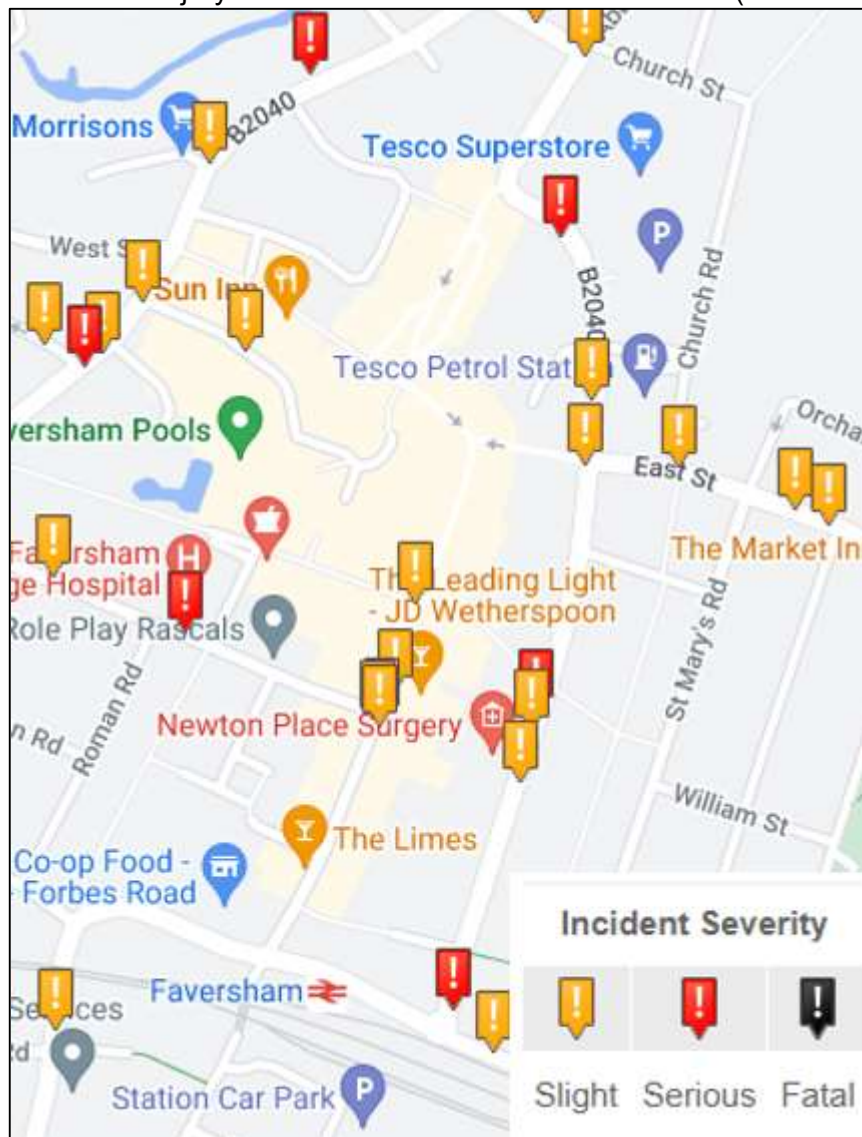 Church St
B2040
Morrisons
Tesco Superstore
West S
Sun Inn
P
Church Rd
B2040
Tesco Petrol Stat
Orcha
versham Pools
East St
H
The Market In
ge Hospital
Leading Light
- JD Wetherspoon
Role Play Rascals
St Mary's Rd
Newton Place Surgery
Roman Rd
n Rd
William St
The Limes
Co-op Food -
Forbes Road
Incident Severity
Faversham
Slight Serious Fatal
Station Car Park
P